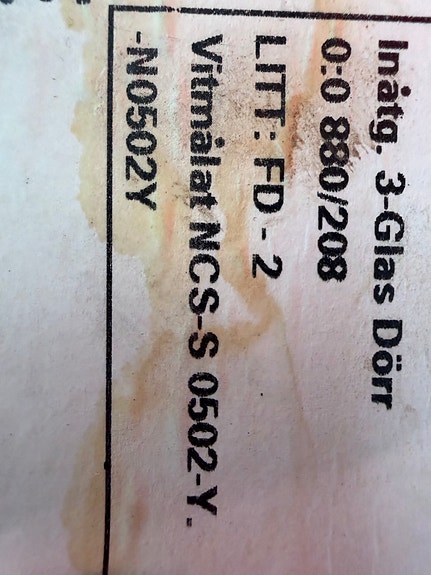 Inåtg. 3-Glas Dörr
0:0 880/208
LITT: FD - 2
Vitmålat NCS-S 0502-Y.
-N0502Y